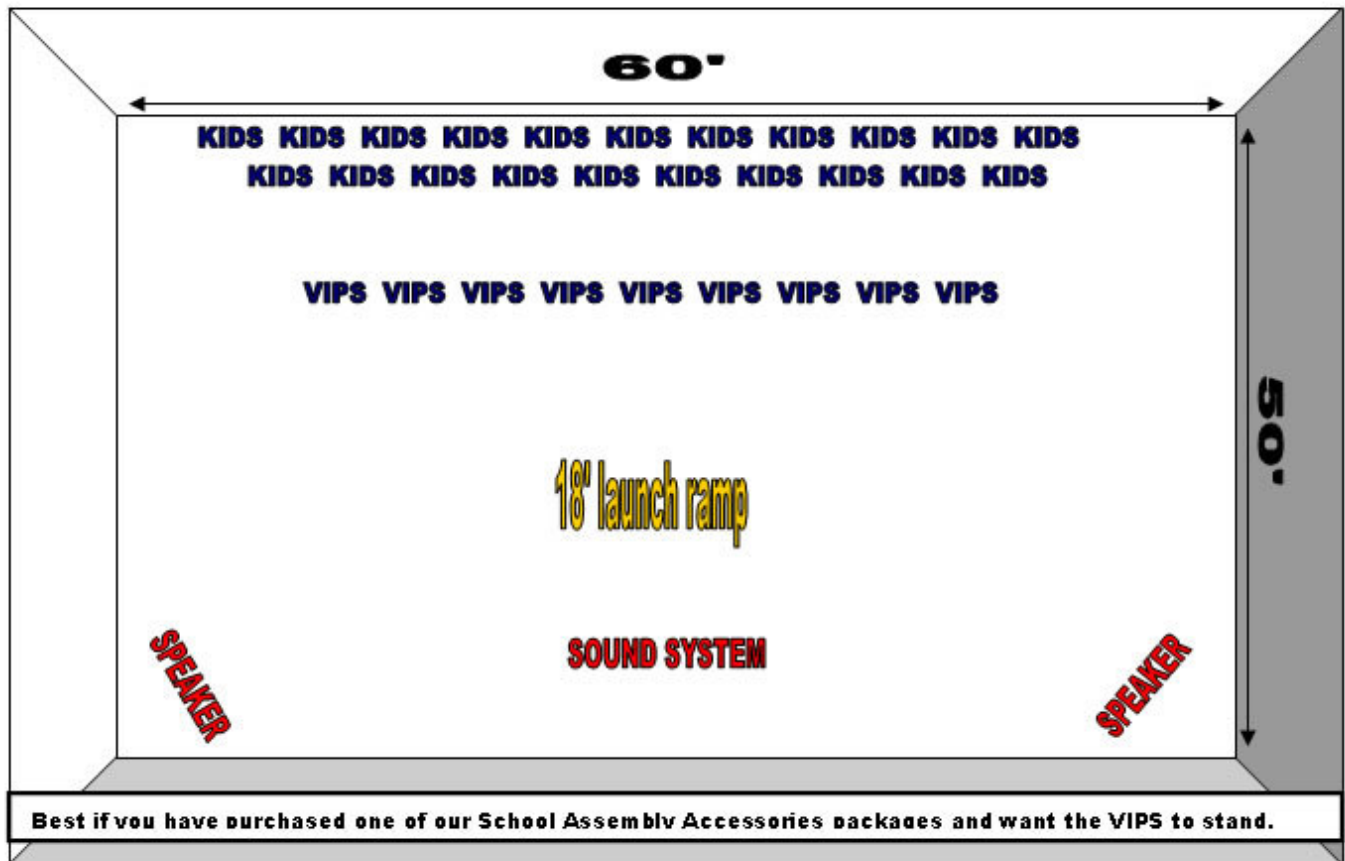 60'
KIDS KIDS KIDS KIDS KIDS KIDS KIDS KIDS KIDS KIDS KIDS
KIDS KIDS KIDS KIDS KIDS KIDS KIDS KIDS KIDS KIDS
VIPS VIPS VIPS VIPS VIPS VIPS VIPS VIPS VIPS
50'
18' launch ramp
SPEAKER
SOUND SYSTEM
SPEAKER
Best if you have purchased one of our School Assembly Accessories packages and want the VIPS to stand.